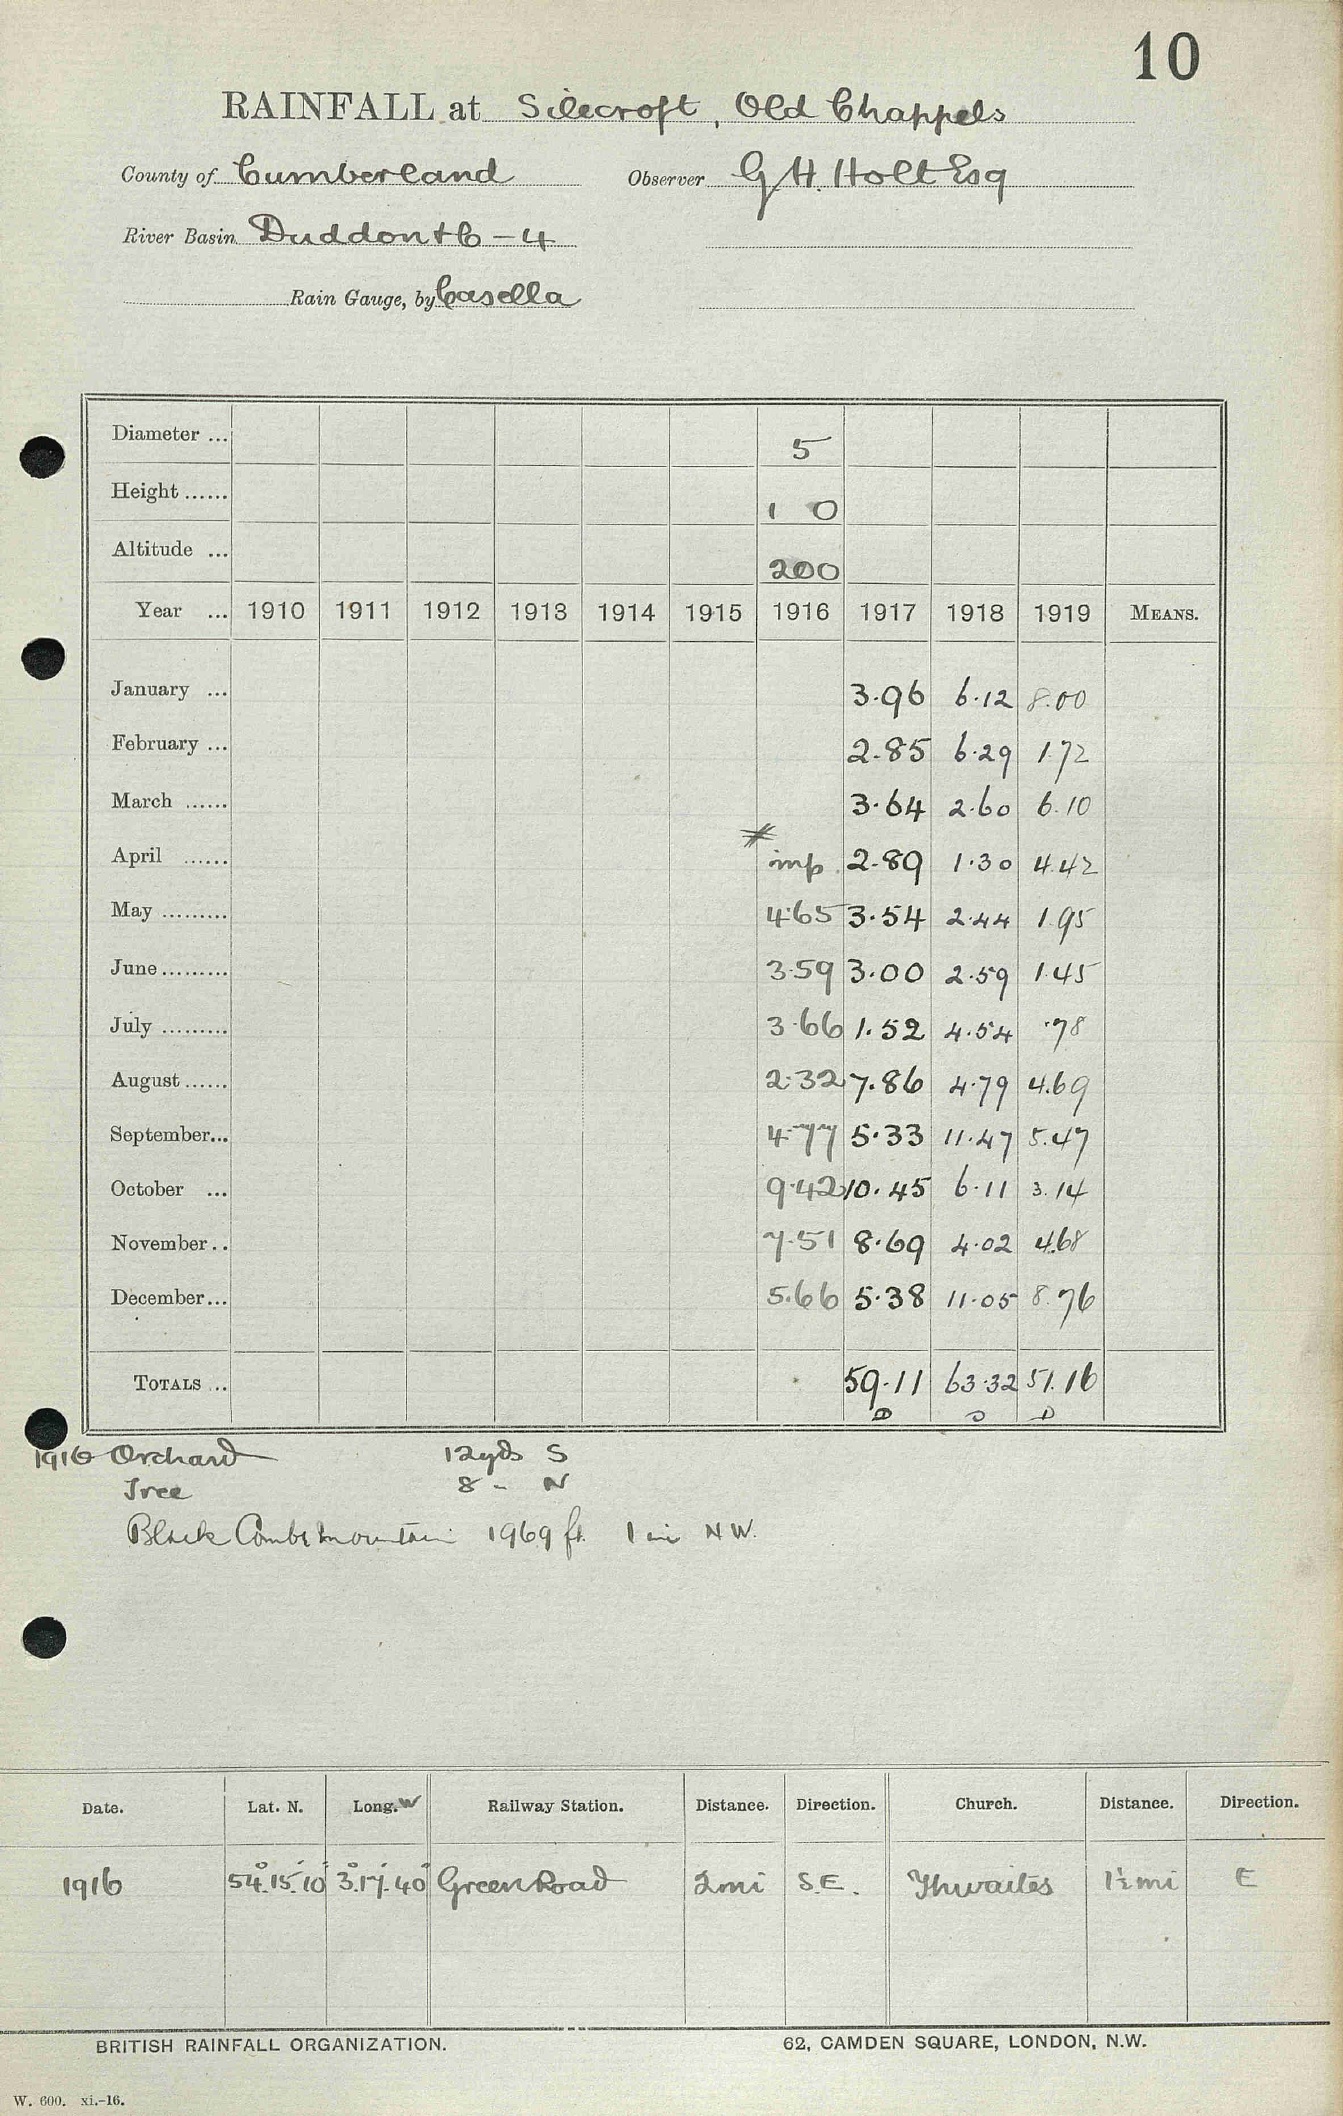 10
RAINFALL at Silecroft, Old Chappels
County of Cumberland Observer G H. Holt Esq
River Basin Duddon + C - 4
Rain Gauge, by Casella
Diameter ... 5
Height ...... 1 0
Altitude ... 200
Year ... 1910 1911 1912 1913 1914 1915 1916 1917 1918 1919 MEANS.
January ... 3.96 6.12 8.00
February ... 2.85 6.29 1.72
March ...... 3.64 2.60 6.10
April ...... imp 2.89 1.30 4.42
May ......... 4.65 3.54 2.44 1.95
June ......... 3.59 3.00 2.59 1.45
July ......... 3.66 1.52 4.54 .78
August ...... 2.32 7.86 4.79 4.69
September... 4.77 5.33 11.47 5.47
October ... 9.42 10.45 6.11 3.14
November .. 7.51 8.69 4.02 4.68
December... 5.66 5.38 11.05 8.76
TOTALS ... 59.11 63.32 51.16
D D D
1916 Orchard 12yds S
Tree 8 - N
Black Combe mountain 1969 ft. 1 mi NW.
Date. Lat. N. Long. W Railway Station. Distance. Direction. Church. Distance. Direction.
1916 54°.15'.10" 3°.17'.40" Green Road 2mi S.E. Thwaites 1½mi E
BRITISH RAINFALL ORGANIZATION. 62, CAMDEN SQUARE, LONDON, N.W.
W. 600. xi.-16.